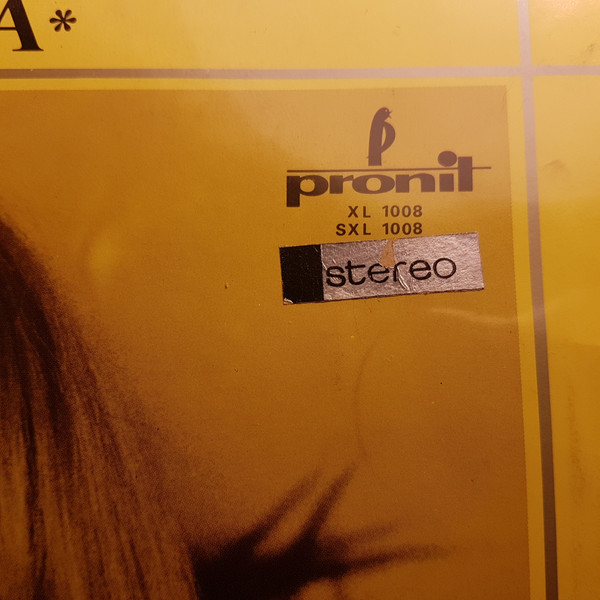 A*
pronit
XL 1008
SXL 1008
stereo